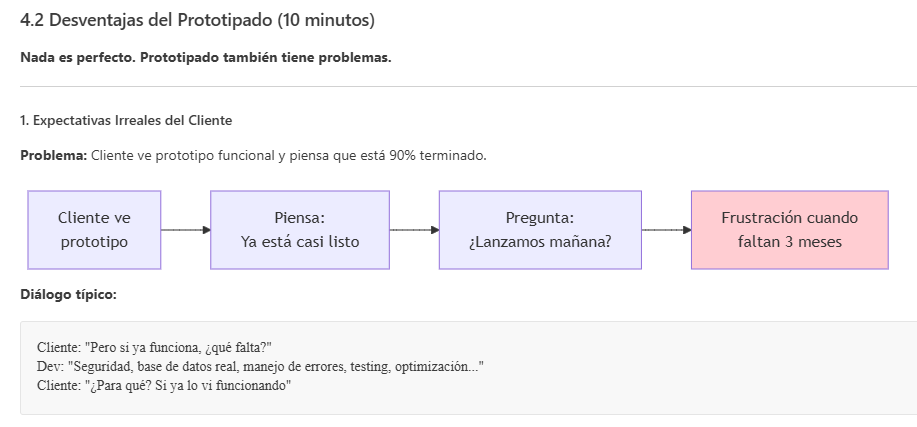 4.2 Desventajas del Prototipado (10 minutos)
Nada es perfecto. Prototipado también tiene problemas.
1. Expectativas Irreales del Cliente
Problema: Cliente ve prototipo funcional y piensa que está 90% terminado.
Cliente ve
prototipo
Piensa:
Ya está casi listo
Pregunta:
¿Lanzamos mañana?
Frustración cuando
faltan 3 meses
Diálogo típico:
Cliente: "Pero si ya funciona, ¿qué falta?"
Dev: "Seguridad, base de datos real, manejo de errores, testing, optimización..."
Cliente: "¿Para qué? Si ya lo vi funcionando"